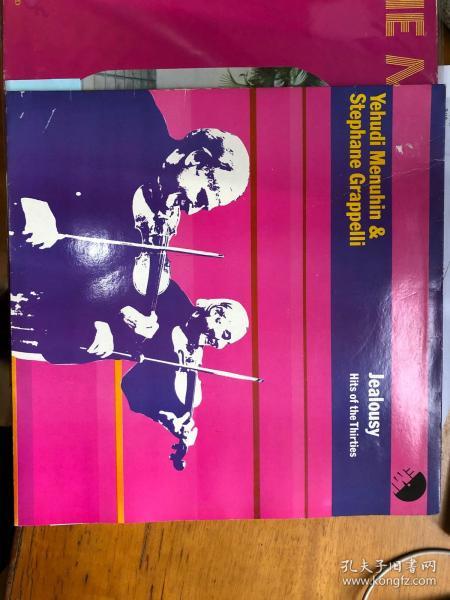 Yehudi Menuhin &
Stephane Grappelli
Jealousy
Hits of the Thirties
孔夫子旧书网
www.kongfz.com